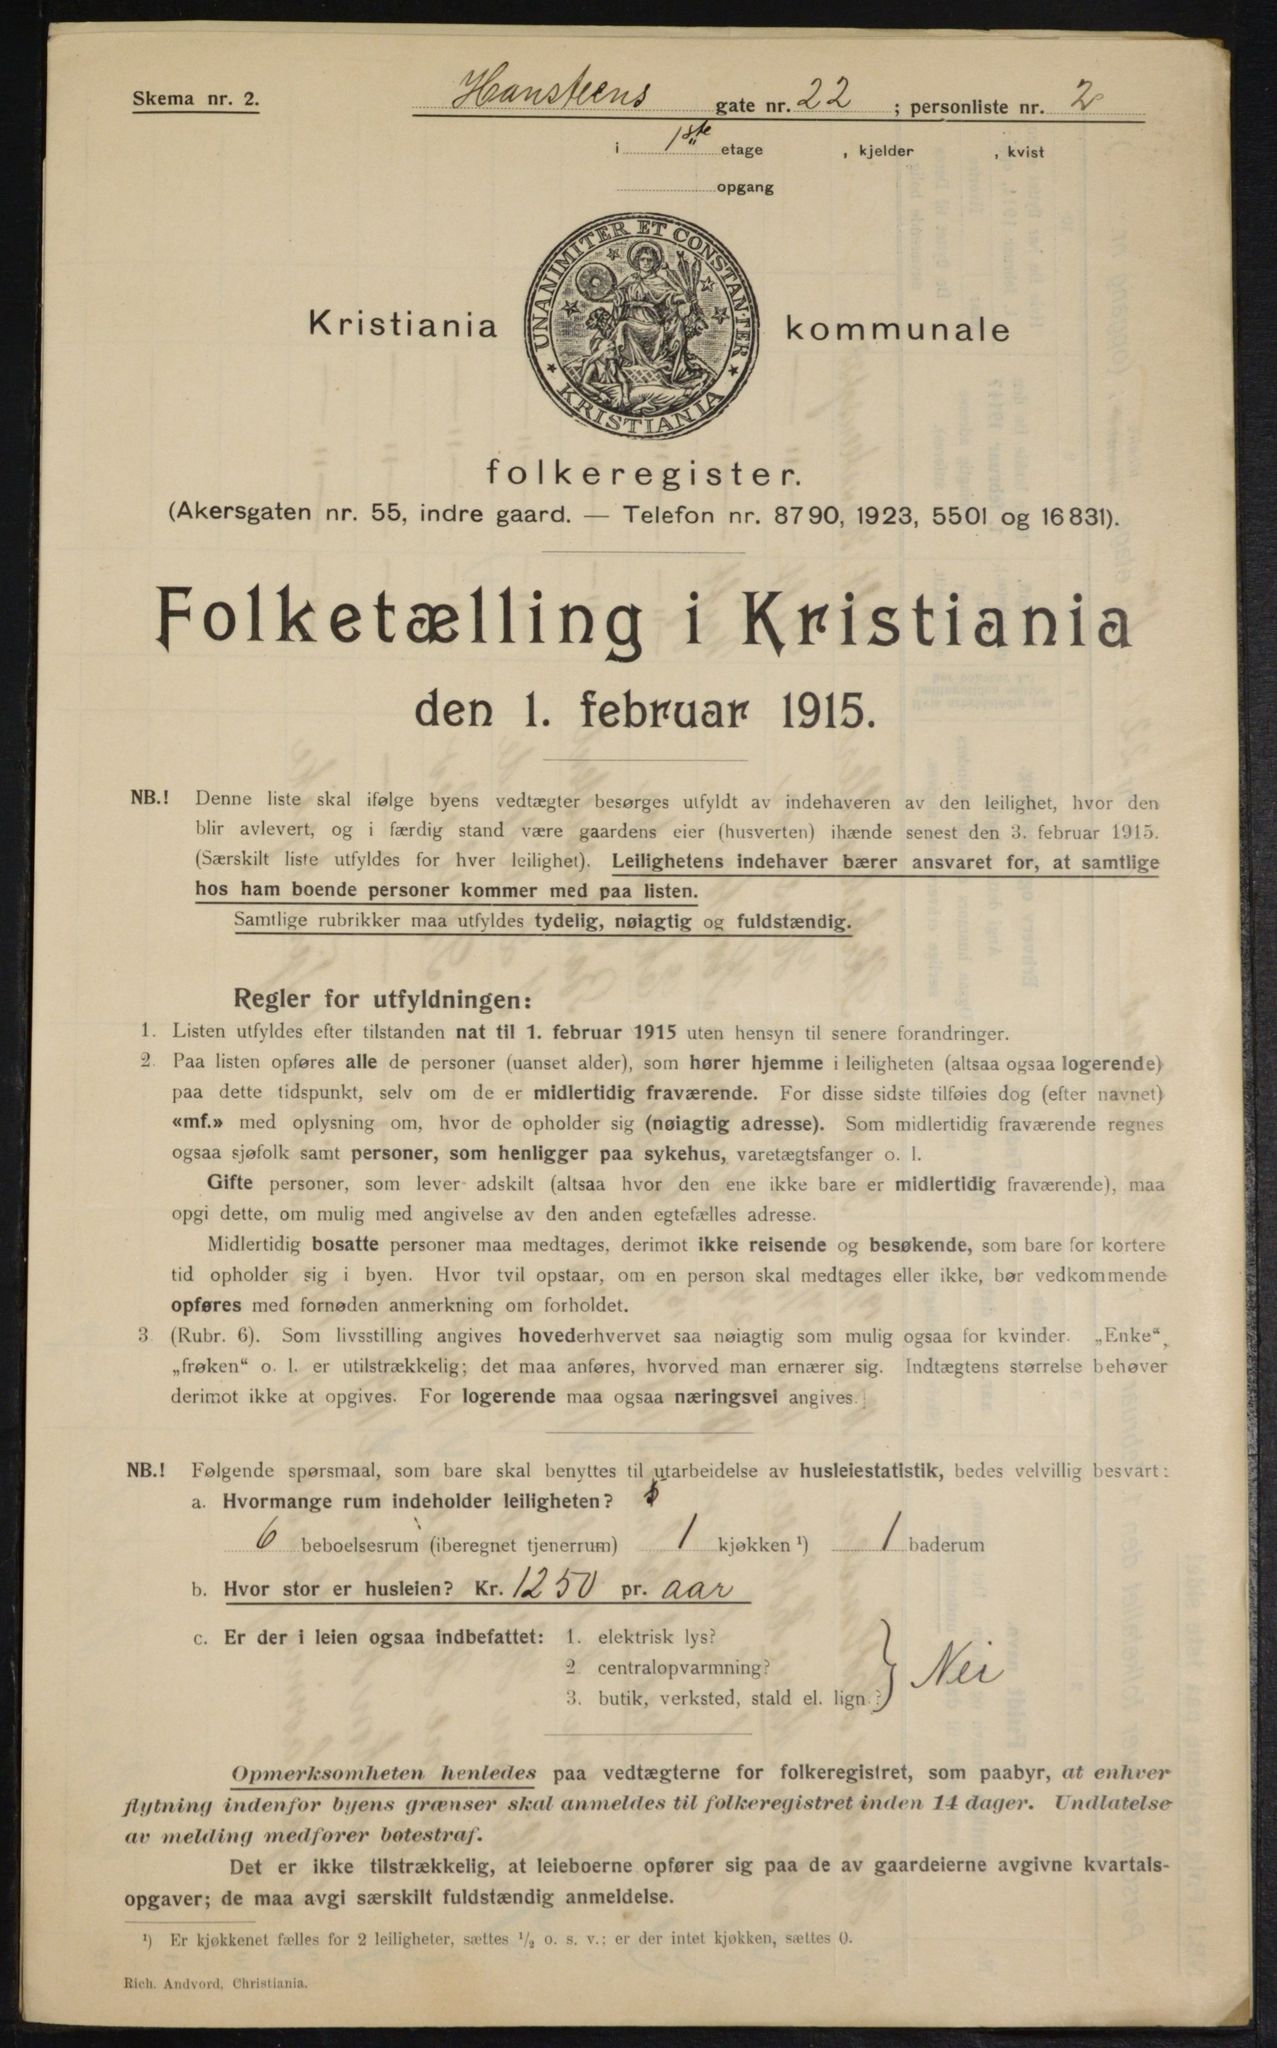 Skema nr. 2.
Hansteens gate nr. 22 ; personliste nr. 2
i 1ste etage , kjelder , kvist
opgang
UNANIMITER ET CONSTANTER
KRISTIANIA
Kristiania kommunale
folkeregister.
(Akersgaten nr. 55, indre gaard. — Telefon nr. 8790, 1923, 5501 og 16831).
Folketælling i Kristiania
den 1. februar 1915.
NB.! Denne liste skal ifølge byens vedtægter besørges utfyldt av indehaveren av den leilighet, hvor den
blir avlevert, og i færdig stand være gaardens eier (husverten) ihænde senest den 3. februar 1915.
(Særskilt liste utfyldes for hver leilighet). Leilighetens indehaver bærer ansvaret for, at samtlige
hos ham boende personer kommer med paa listen.
Samtlige rubrikker maa utfyldes tydelig, nøiagtig og fuldstændig.
Regler for utfyldningen:
1. Listen utfyldes efter tilstanden nat til 1. februar 1915 uten hensyn til senere forandringer.
2. Paa listen opføres alle de personer (uanset alder), som hører hjemme i leiligheten (altsaa ogsaa logerende)
paa dette tidspunkt, selv om de er midlertidig fraværende. For disse sidste tilføies dog (efter navnet)
«mf.» med oplysning om, hvor de opholder sig (nøiagtig adresse). Som midlertidig fraværende regnes
ogsaa sjøfolk samt personer, som henligger paa sykehus, varetægtsfanger o. l.
Gifte personer, som lever adskilt (altsaa hvor den ene ikke bare er midlertidig fraværende), maa
opgi dette, om mulig med angivelse av den anden egtefælles adresse.
Midlertidig bosatte personer maa medtages, derimot ikke reisende og besøkende, som bare for kortere
tid opholder sig i byen. Hvor tvil opstaar, om en person skal medtages eller ikke, bør vedkommende
opføres med fornøden anmerkning om forholdet.
3 (Rubr. 6). Som livsstilling angives hovederhvervet saa nøiagtig som mulig ogsaa for kvinder. „Enke“,
„frøken“ o. l. er utilstrækkelig; det maa anføres, hvorved man ernærer sig. Indtægtens størrelse behøver
derimot ikke at opgives. For logerende maa ogsaa næringsvei angives.
NB.! Følgende spørsmaal, som bare skal benyttes til utarbeidelse av husleiestatistik, bedes velvillig besvart:
a. Hvormange rum indeholder leiligheten?
6 beboelsesrum (iberegnet tjenerrum) 1 kjøkken ¹) 1 baderum
b. Hvor stor er husleien? Kr. 1250 pr. aar
c. Er der i leien ogsaa indbefattet: 1. elektrisk lys?
2 centralopvarmning?
3. butik, verksted, stald el. lign.? } Nei
Opmerksomheten henledes paa vedtægterne for folkeregistret, som paabyr, at enhver
flytning indenfor byens grænser skal anmeldes til folkeregistret inden 14 dager. Undlatelse
av melding medfører bøtestraf.
Det er ikke tilstrækkelig, at leieboerne opfører sig paa de av gaardeierne avgivne kvartals-
opgaver; de maa avgi særskilt fuldstændig anmeldelse.
¹) Er kjøkkenet fælles for 2 leiligheter, sættes ¹/₂ o. s. v.; er der intet kjøkken, sættes 0.
Rich. Andvord, Christiania.